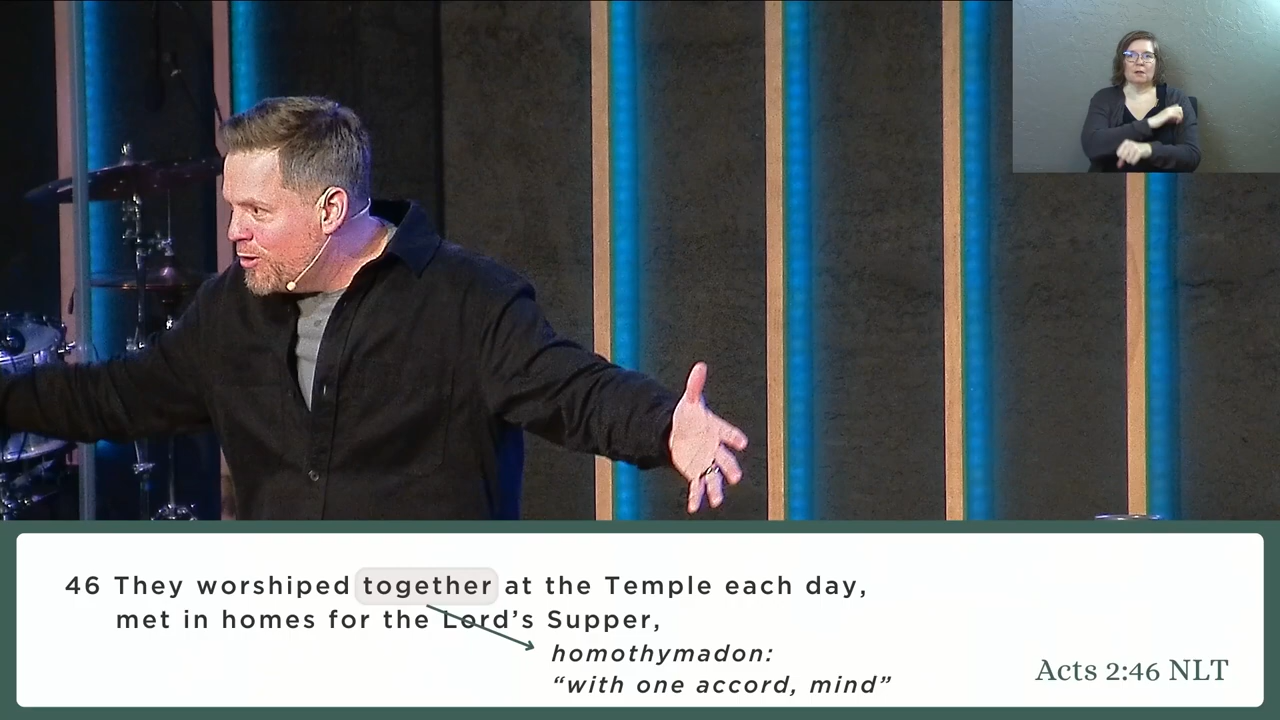 46 They worshiped together at the Temple each day,
met in homes for the Lord's Supper,
homothymadon:
“with one accord, mind”
Acts 2:46 NLT